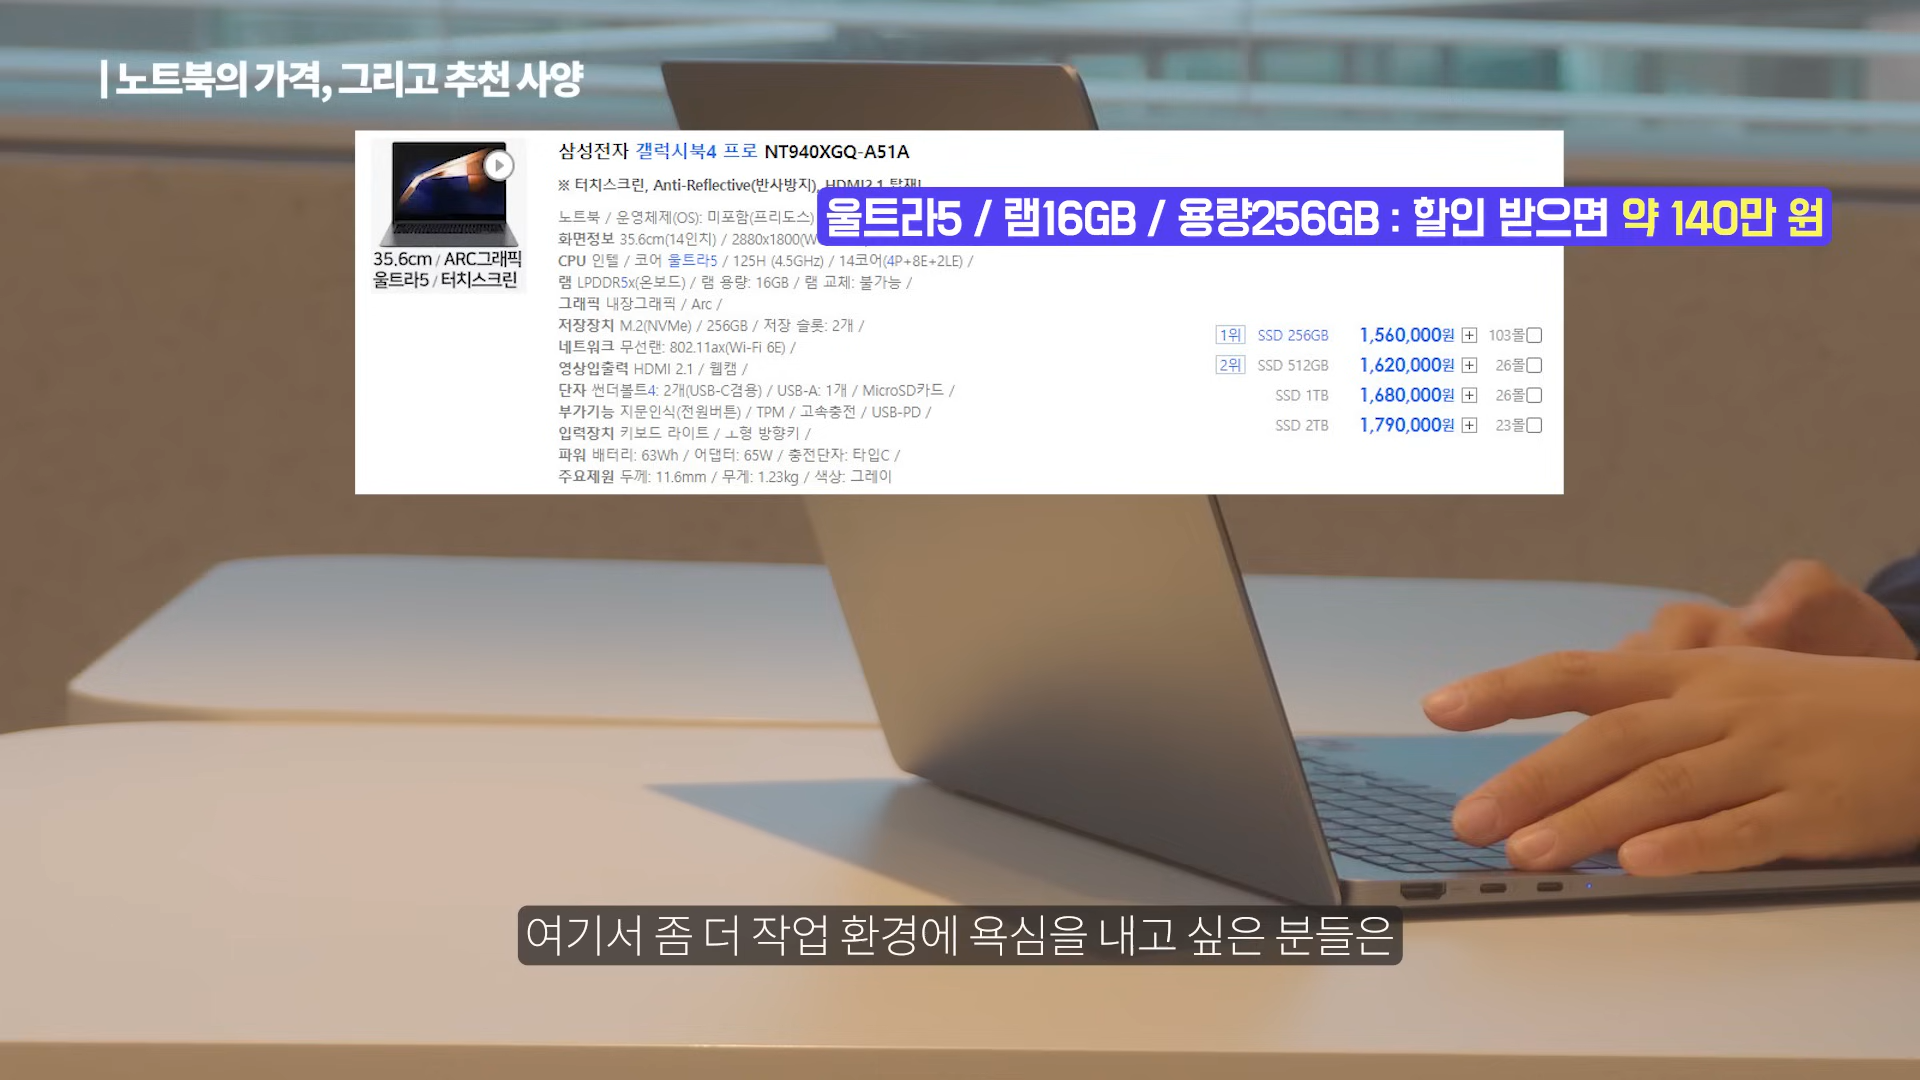 | 노트북의 가격, 그리고 추천 사양
삼성전자 갤럭시북4 프로 NT940XGQ-A51A
※ 터치스크린, Anti-Reflective(반사방지), HDMI2.1 탑재!
울트라5 / 램16GB / 용량256GB : 할인 받으면 약 140만 원
노트북 / 운영체제(OS): 미포함(프리도스)
화면정보 35.6cm(14인치) / 2880x1800
CPU 인텔 / 코어 울트라5 / 125H (4.5GHz) / 14코어(4P+8E+2LE) /
35.6cm / ARC그래픽
울트라5 / 터치스크린
램 LPDDR5x(온보드) / 램 용량: 16GB / 램 교체: 불가능 /
그래픽 내장그래픽 / Arc /
저장장치 M.2(NVMe) / 256GB / 저장 슬롯: 2개 /
네트워크 무선랜: 802.11ax(Wi-Fi 6E) /
영상입출력 HDMI 2.1 / 웹캠 /
단자 썬더볼트4: 2개(USB-C겸용) / USB-A: 1개 / MicroSD카드 /
부가기능 지문인식(전원버튼) / TPM / 고속충전 / USB-PD /
입력장치 키보드 라이트 / ㅗ형 방향키 /
파워 배터리: 63Wh / 어댑터: 65W / 충전단자: 타입C /
주요제원 두께: 11.6mm / 무게: 1.23kg / 색상: 그레이
1위 SSD 256GB 1,560,000원 + 103몰
2위 SSD 512GB 1,620,000원 + 26몰
SSD 1TB 1,680,000원 + 26몰
SSD 2TB 1,790,000원 + 23몰
여기서 좀 더 작업 환경에 욕심을 내고 싶은 분들은